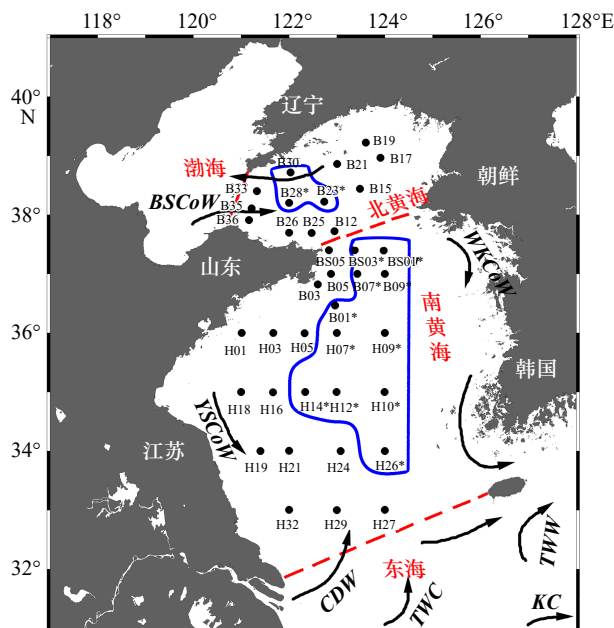 118° 120° 122° 124° 126° 128°E
40°
N
38°
36°
34°
32°
辽宁
渤海
朝鲜
北黄海
山东
南黄海
韩国
江苏
东海
B19
B17
B21
B30
B33
B28*
B23*
B15
BSCoW
B35
B36
B26
B25
B12
WKCoW
BS05
BS03*
BS01*
B03
B05
B07*
B09*
B01*
H01
H03
H05
H07*
H09*
H18
H16
H14*
H12*
H10*
YSCoW
H19
H21
H24
H26*
H32
H29
H27
CDW
TWC
TWW
KC